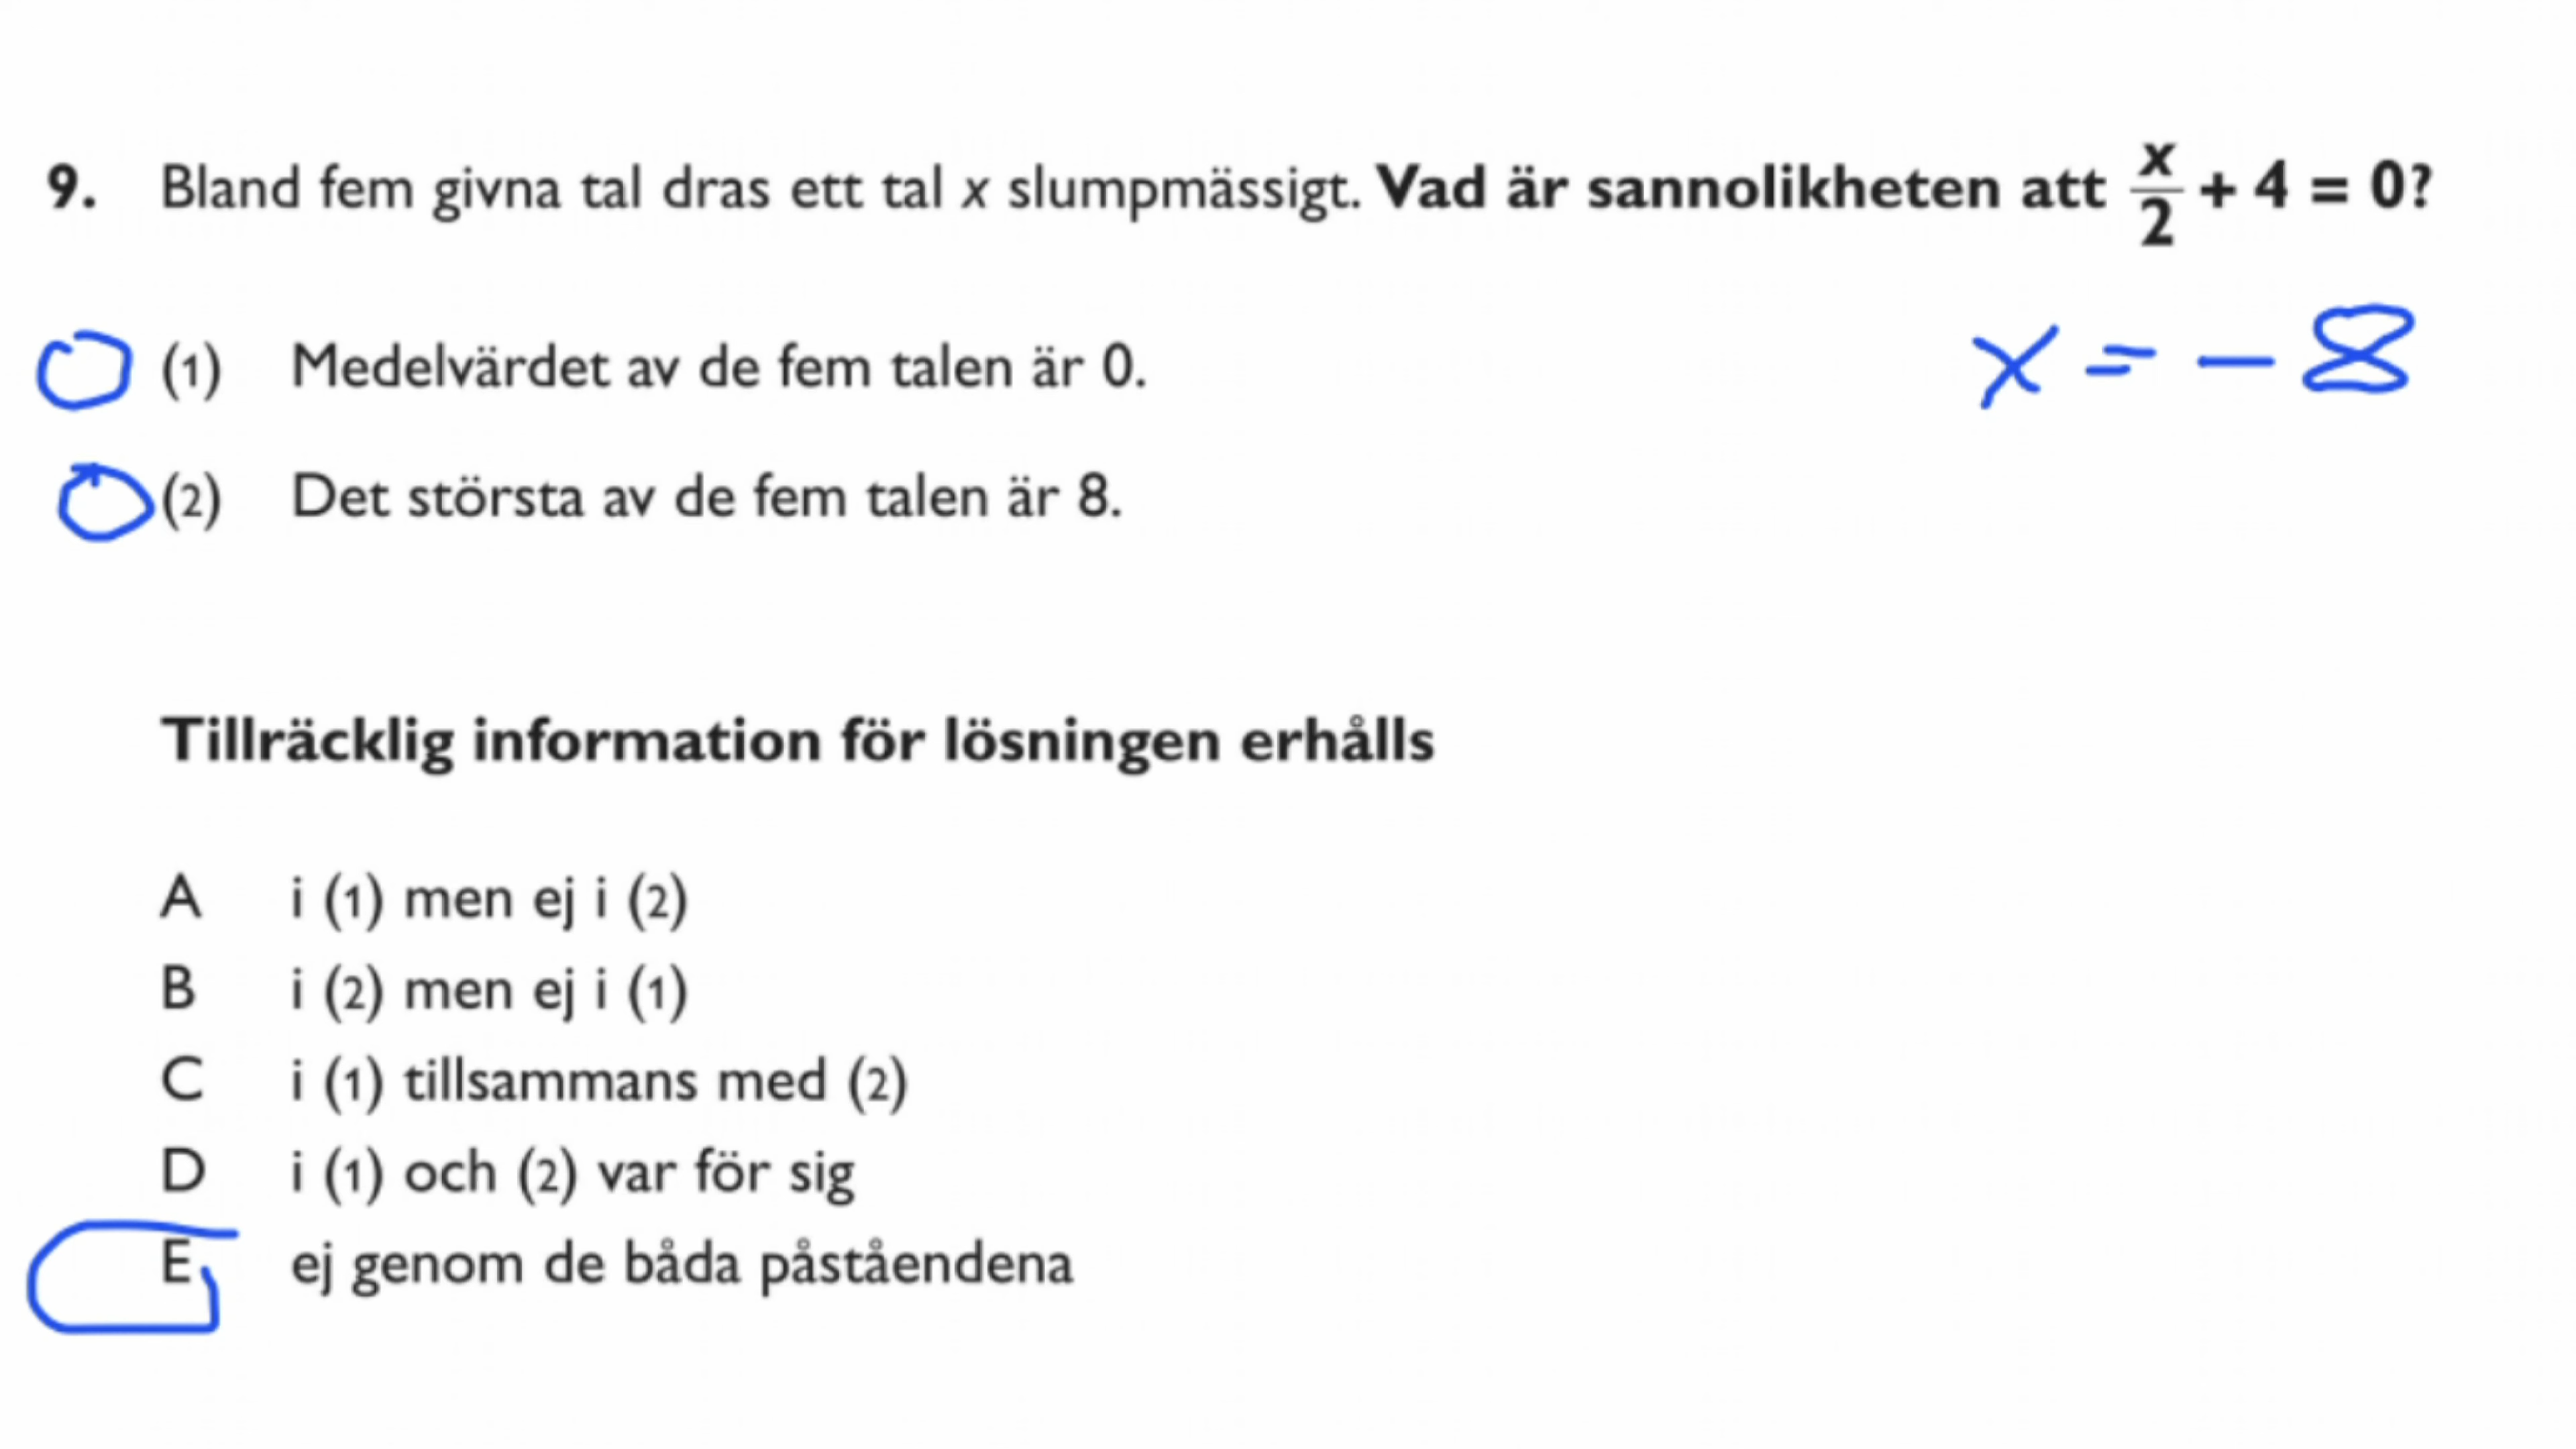 9. Bland fem givna tal dras ett tal x slumpmässigt. Vad är sannolikheten att x/2 + 4 = 0?
x = - 8
(1) Medelvärdet av de fem talen är 0.
(2) Det största av de fem talen är 8.
Tillräcklig information för lösningen erhålls
A i (1) men ej i (2)
B i (2) men ej i (1)
C i (1) tillsammans med (2)
D i (1) och (2) var för sig
E ej genom de båda påståendena